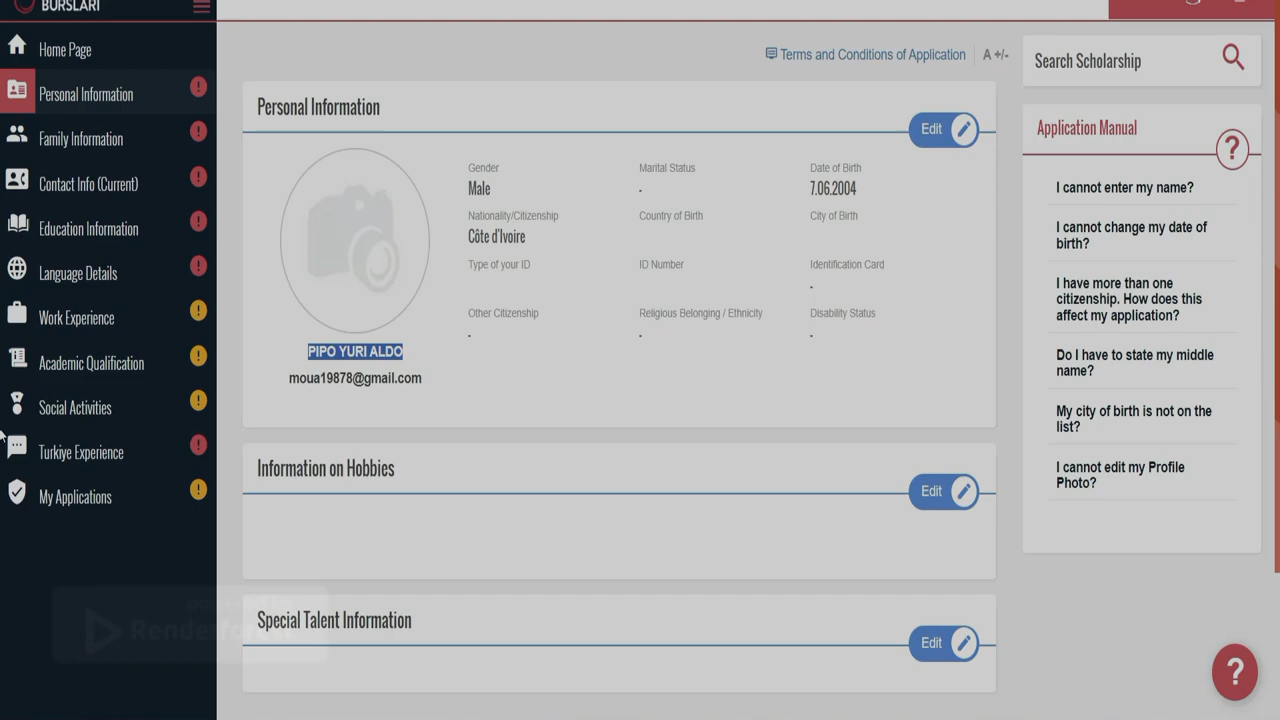 BURSLARI
Home Page
Personal Information
Family Information
Contact Info (Current)
Education Information
Language Details
Work Experience
Academic Qualification
Social Activities
Turkiye Experience
My Applications
Terms and Conditions of Application
A +/-
Personal Information
Edit
PIPO YURI ALDO
moua19878@gmail.com
Gender
Marital Status
Date of Birth
Male
-
7.06.2004
Nationality/Citizenship
Country of Birth
City of Birth
Côte d'Ivoire
Type of your ID
ID Number
Identification Card
-
Other Citizenship
Religious Belonging / Ethnicity
Disability Status
-
-
-
Information on Hobbies
Edit
Special Talent Information
Edit
Search Scholarship
Application Manual
?
I cannot enter my name?
I cannot change my date of
birth?
I have more than one
citizenship. How does this
affect my application?
Do I have to state my middle
name?
My city of birth is not on the
list?
I cannot edit my Profile
Photo?
?